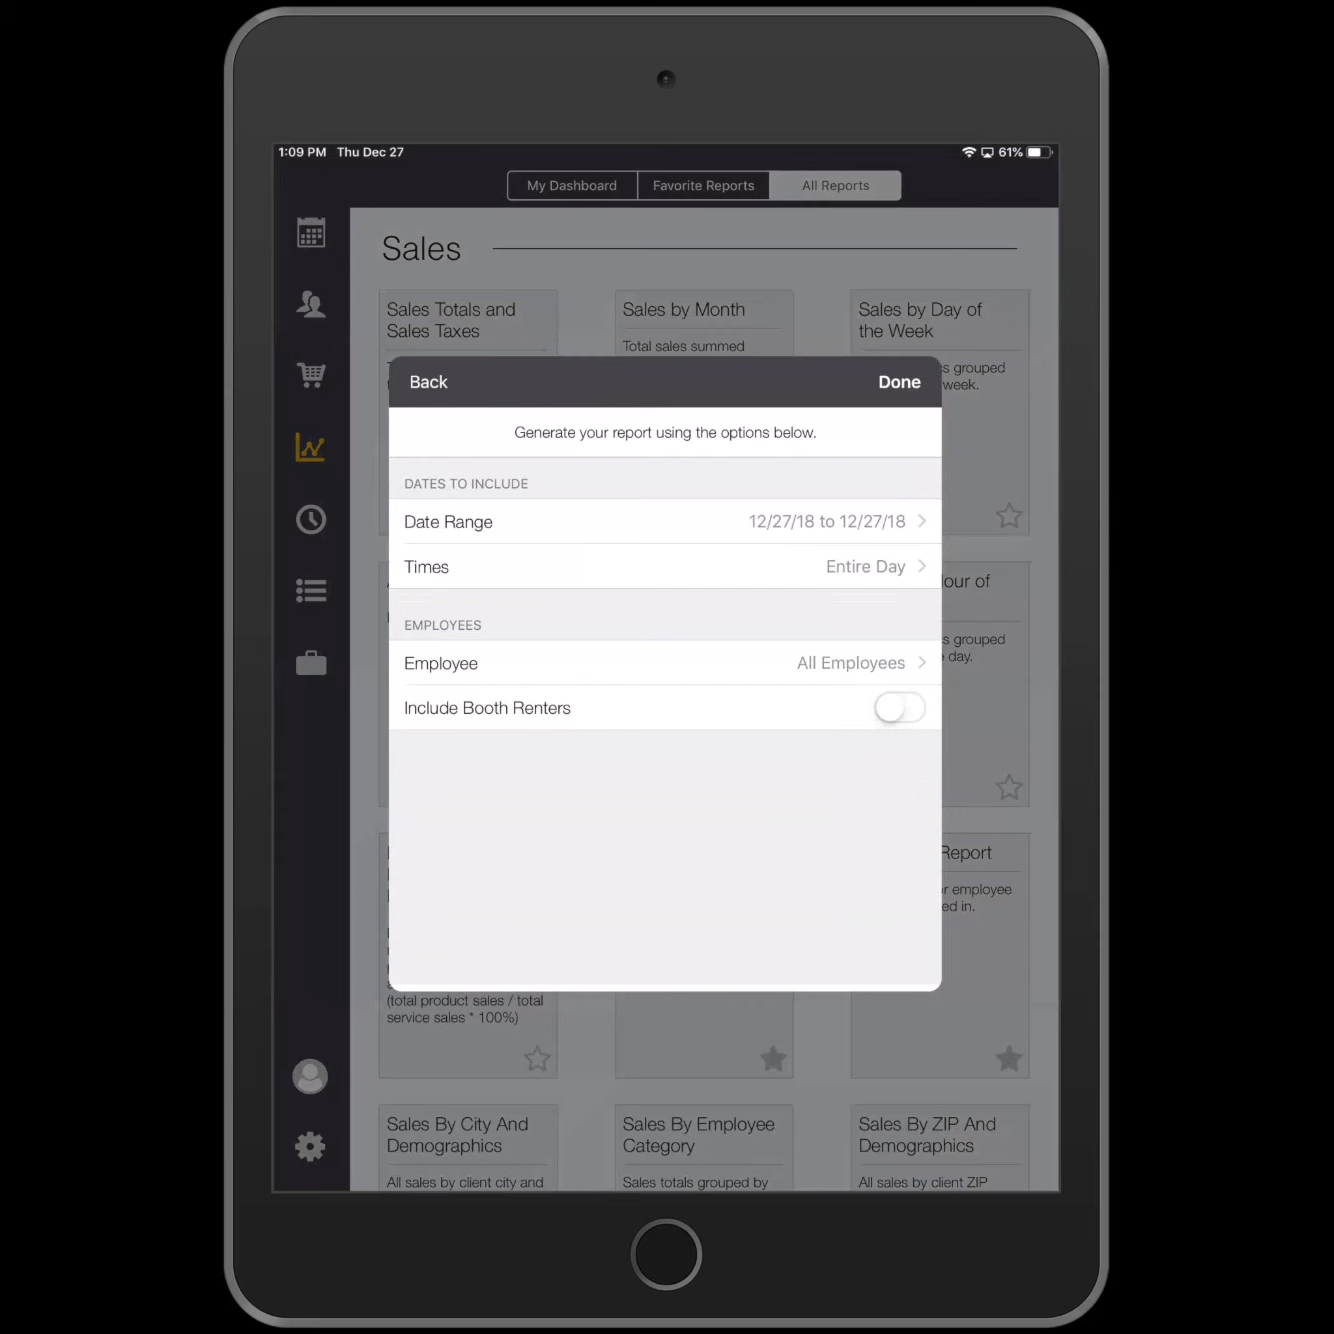 1:09 PM Thu Dec 27
61%
My Dashboard
Favorite Reports
All Reports
Sales
Sales Totals and
Sales Taxes
Sales by Month
Total sales summed
Sales by Day of
the Week
grouped
week.
Back
Done
Generate your report using the options below.
DATES TO INCLUDE
Date Range
12/27/18 to 12/27/18
Times
Entire Day
EMPLOYEES
Employee
All Employees
Include Booth Renters
of
grouped
day.
Report
employee
in.
(total product sales / total
service sales * 100%)
Sales By City And
Demographics
All sales by client city and
Sales By Employee
Category
Sales totals grouped by
Sales By ZIP And
Demographics
All sales by client ZIP